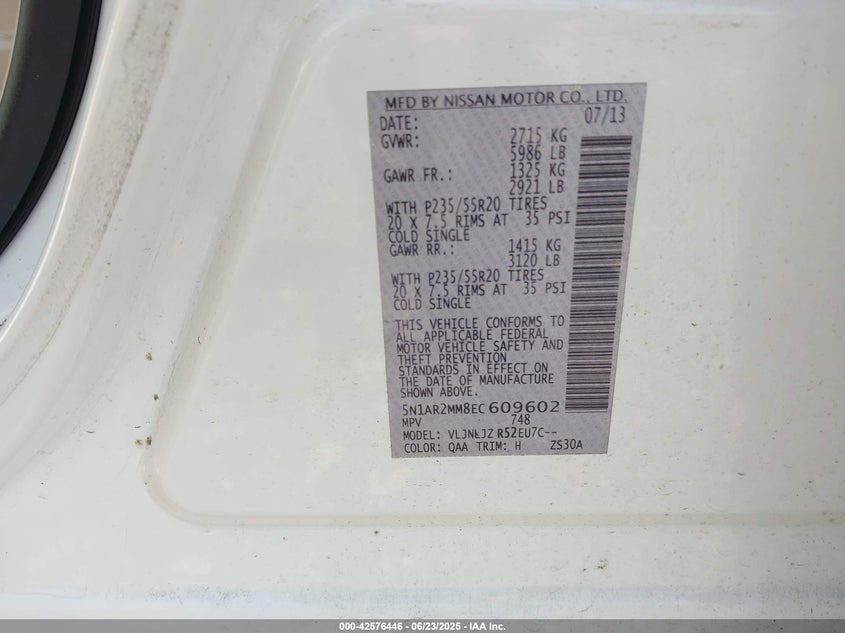 MFD BY NISSAN MOTOR CO., LTD.
DATE: 07/13
GVWR: 2715 KG
5986 LB
GAWR FR.: 1325 KG
2921 LB
WITH P235/55R20 TIRES
20 X 7.5 RIMS AT 35 PSI
COLD SINGLE
GAWR RR.: 1415 KG
3120 LB
WITH P235/55R20 TIRES
20 X 7.5 RIMS AT 35 PSI
COLD SINGLE
THIS VEHICLE CONFORMS TO
ALL APPLICABLE FEDERAL
MOTOR VEHICLE SAFETY AND
THEFT PREVENTION
STANDARDS IN EFFECT ON
THE DATE OF MANUFACTURE
5N1AR2MM8EC609602
MPV 748
MODEL: R52EU7C--
COLOR: QAA TRIM: H ZS30A
000-42576446 - 06/23/2025 - IAA Inc.